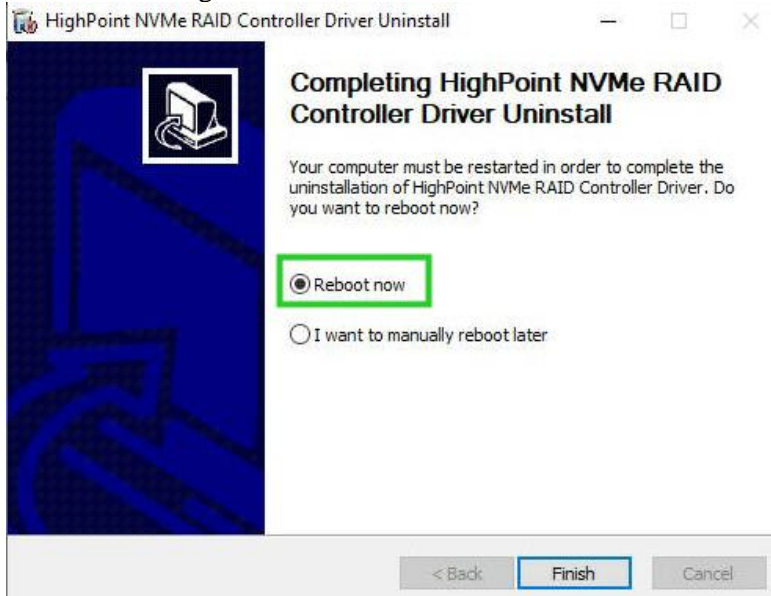 HighPoint NVMe RAID Controller Driver Uninstall
Completing HighPoint NVMe RAID
Controller Driver Uninstall
Your computer must be restarted in order to complete the
uninstallation of HighPoint NVMe RAID Controller Driver. Do
you want to reboot now?
Reboot now
I want to manually reboot later
< Back
Finish
Cancel